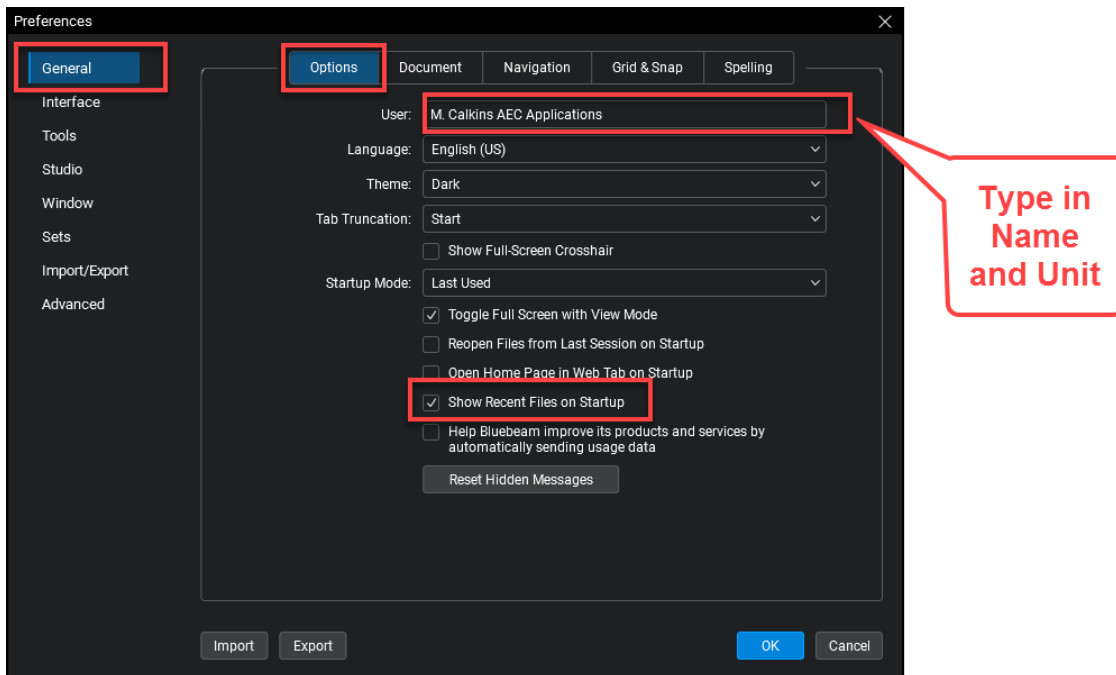 Preferences
General
Interface
Tools
Studio
Window
Sets
Import/Export
Advanced
Options Document Navigation Grid & Snap Spelling
User: M. Calkins AEC Applications
Language: English (US)
Theme: Dark
Tab Truncation: Start
Show Full-Screen Crosshair
Startup Mode: Last Used
Toggle Full Screen with View Mode
Reopen Files from Last Session on Startup
Open Home Page in Web Tab on Startup
Show Recent Files on Startup
Help Bluebeam improve its products and services by
automatically sending usage data
Reset Hidden Messages
Import Export OK Cancel
Type in
Name
and Unit